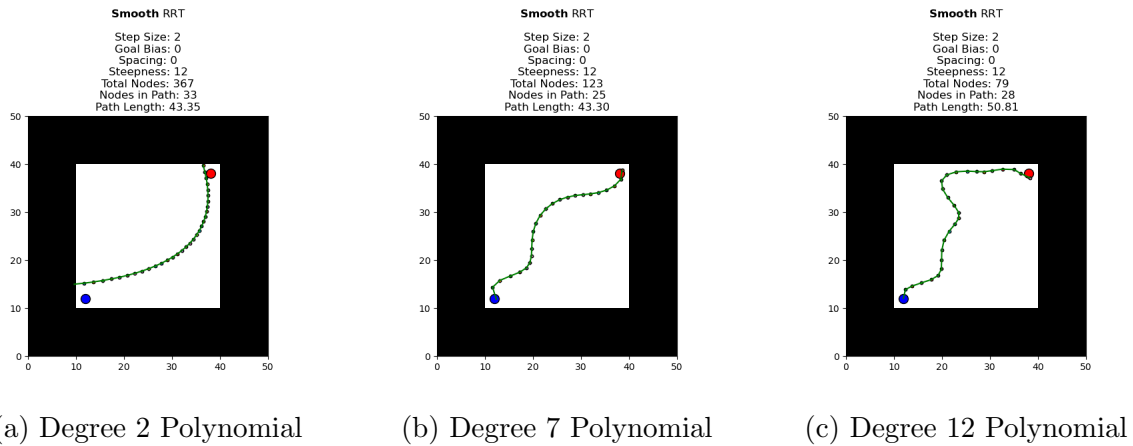 Smooth RRT
Step Size: 2
Goal Bias: 0
Spacing: 0
Steepness: 12
Total Nodes: 367
Nodes in Path: 33
Path Length: 43.35
50
40
30
20
10
0
0 10 20 30 40 50
a) Degree 2 Polynomial
Smooth RRT
Step Size: 2
Goal Bias: 0
Spacing: 0
Steepness: 12
Total Nodes: 123
Nodes in Path: 25
Path Length: 43.30
50
40
30
20
10
0
0 10 20 30 40 50
(b) Degree 7 Polynomial
Smooth RRT
Step Size: 2
Goal Bias: 0
Spacing: 0
Steepness: 12
Total Nodes: 79
Nodes in Path: 28
Path Length: 50.81
50
40
30
20
10
0
0 10 20 30 40 50
(c) Degree 12 Polynomial